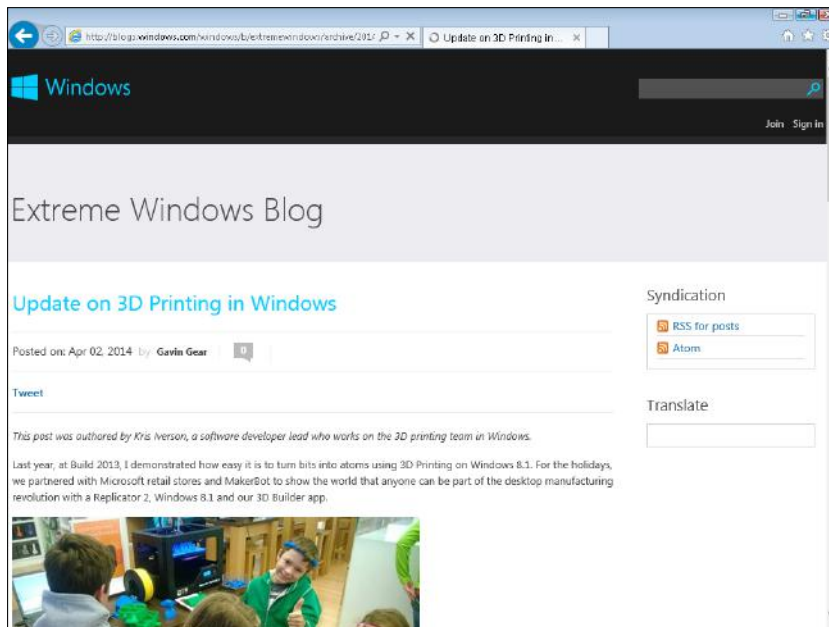 http://blogs.windows.com/windows/b/extremewindows/archive/201
Update on 3D Printing in...
Windows
Join Sign in
Extreme Windows Blog
Update on 3D Printing in Windows
Posted on: Apr 02, 2014 by Gavin Gear 0
Tweet
This post was authored by Kris Iverson, a software developer lead who works on the 3D printing team in Windows.
Last year, at Build 2013, I demonstrated how easy it is to turn bits into atoms using 3D Printing on Windows 8.1. For the holidays,
we partnered with Microsoft retail stores and MakerBot to show the world that anyone can be part of the desktop manufacturing
revolution with a Replicator 2, Windows 8.1 and our 3D Builder app.
Syndication
RSS for posts
Atom
Translate